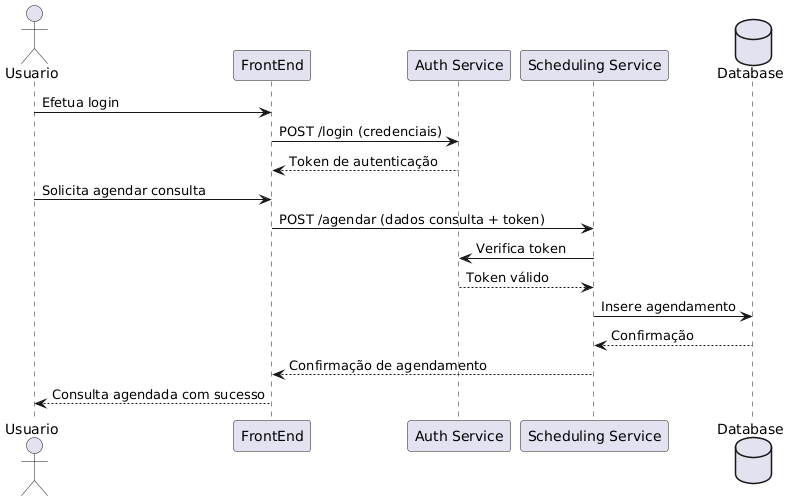 Usuario
FrontEnd
Auth Service
Scheduling Service
Database
Efetua login
POST /login (credenciais)
Token de autenticação
Solicita agendar consulta
POST /agendar (dados consulta + token)
Verifica token
Token válido
Insere agendamento
Confirmação
Confirmação de agendamento
Consulta agendada com sucesso
Usuario
FrontEnd
Auth Service
Scheduling Service
Database